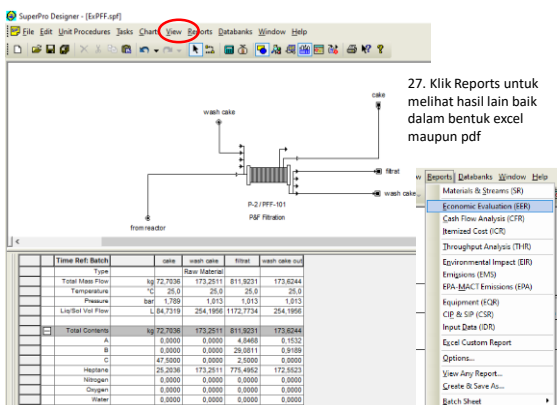 SuperPro Designer - [ExPFF.spf]
File Edit Unit Procedures Tasks Charts View Reports Databanks Window Help
27. Klik Reports untuk
melihat hasil lain baik
dalam bentuk excel
maupun pdf
cake
wash cake
filtrat
wash cake
P-2 / PFF-101
P&F Filtration
from reactor
w Reports Databanks Window Help
Materials & Streams (SR)
Economic Evaluation (EER)
Cash Flow Analysis (CFR)
Itemized Cost (ICR)
Throughput Analysis (THR)
Environmental Impact (EIR)
Emissions (EMS)
EPA-MACT Emissions (EPA)
Equipment (EQR)
CIP & SIP (CSR)
Input Data (IDR)
Excel Custom Report
Options...
View Any Report...
Create & Save As...
Batch Sheet
Time Ref: Batch cake wash cake filtrat wash cake out
Type Raw Material
Total Mass Flow kg 72,7036 173,2511 811,9231 173,6244
Temperature °C 25,0 25,0 25,0 25,0
Pressure bar 1,789 1,013 1,013 1,013
Liq/Sol Vol Flow L 84,7319 254,1956 1172,7734 254,1956
Total Contents kg 72,7036 173,2511 811,9231 173,6244
A 0,0000 0,0000 4,0468 0,1532
B 0,0000 0,0000 29,0811 0,9189
C 47,5000 0,0000 2,5000 0,0000
Heptane 25,2036 173,2511 775,4952 172,5523
Nitrogen 0,0000 0,0000 0,0000 0,0000
Oxygen 0,0000 0,0000 0,0000 0,0000
Water 0,0000 0,0000 0,0000 0,0000